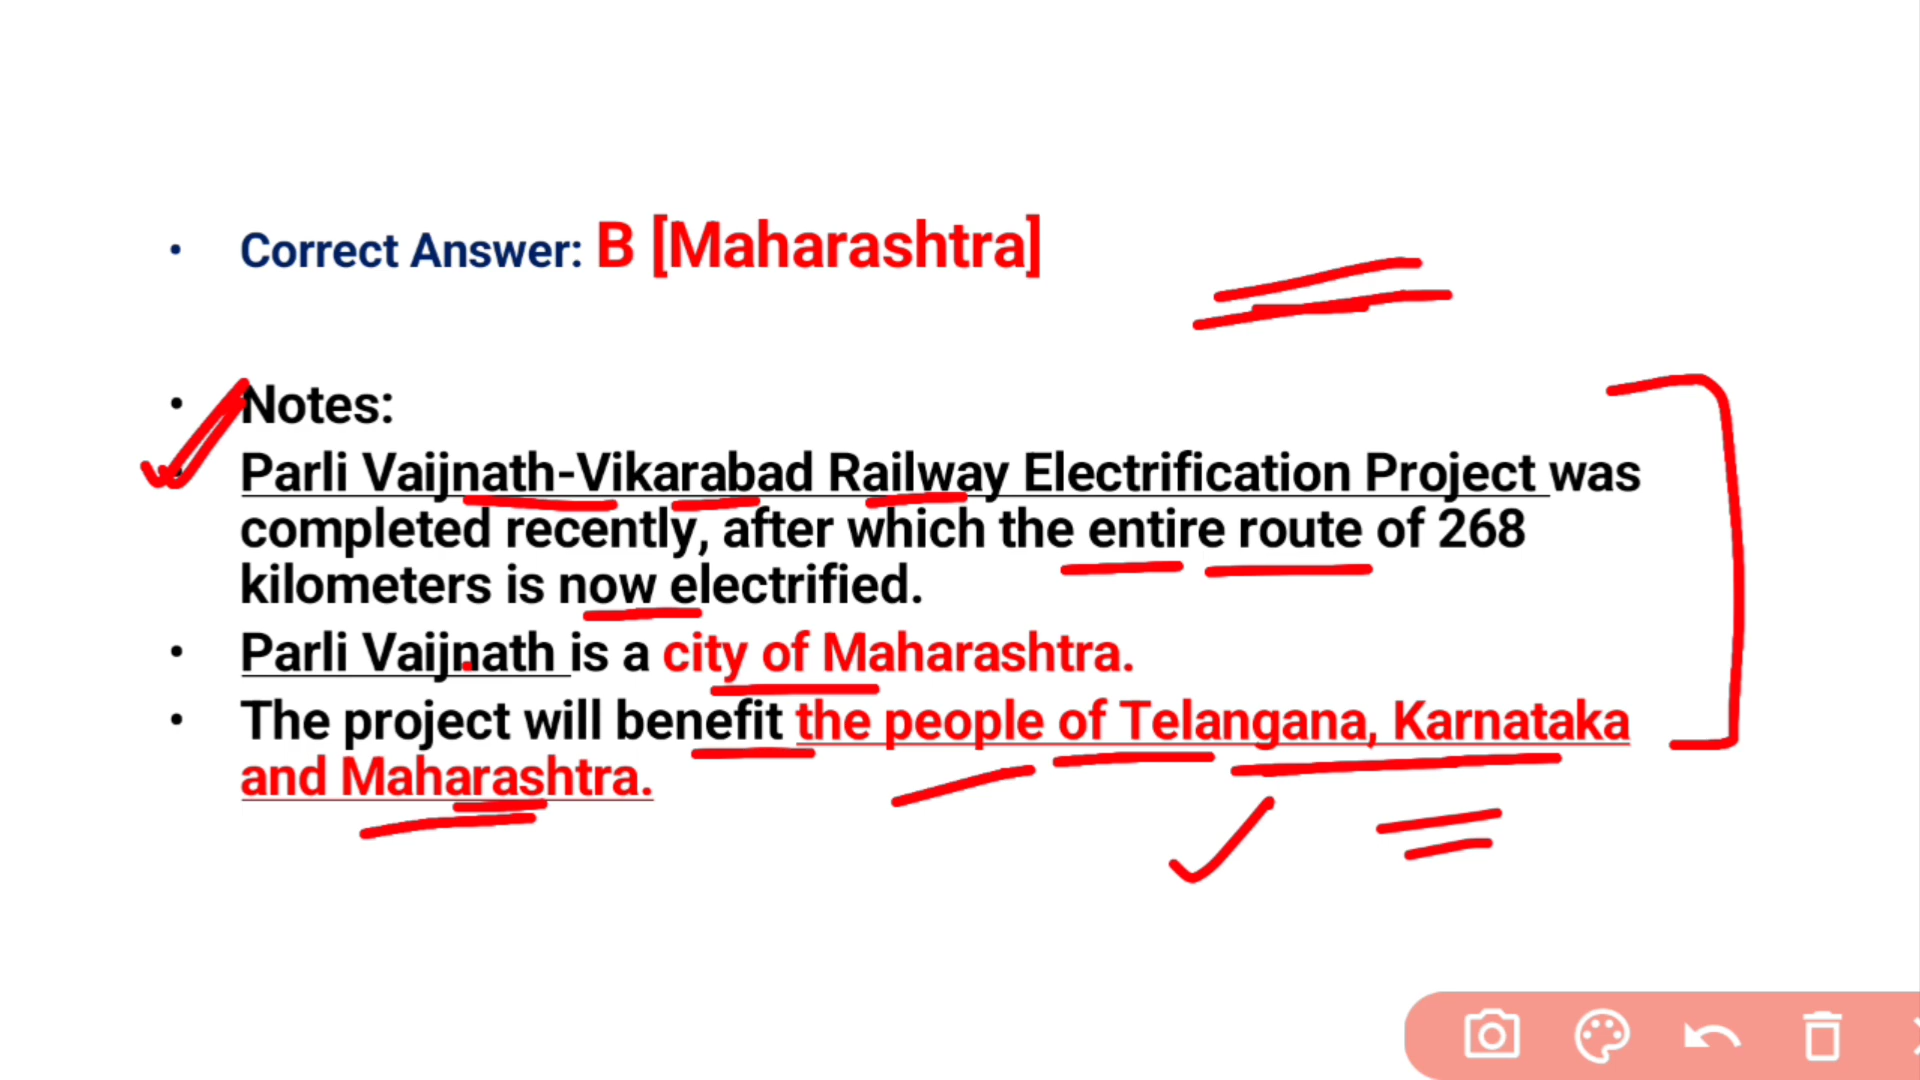 • Correct Answer: B [Maharashtra]
• Notes:
Parli Vaijnath-Vikarabad Railway Electrification Project was
completed recently, after which the entire route of 268
kilometers is now electrified.
• Parli Vaijnath is a city of Maharashtra.
• The project will benefit the people of Telangana, Karnataka
and Maharashtra.